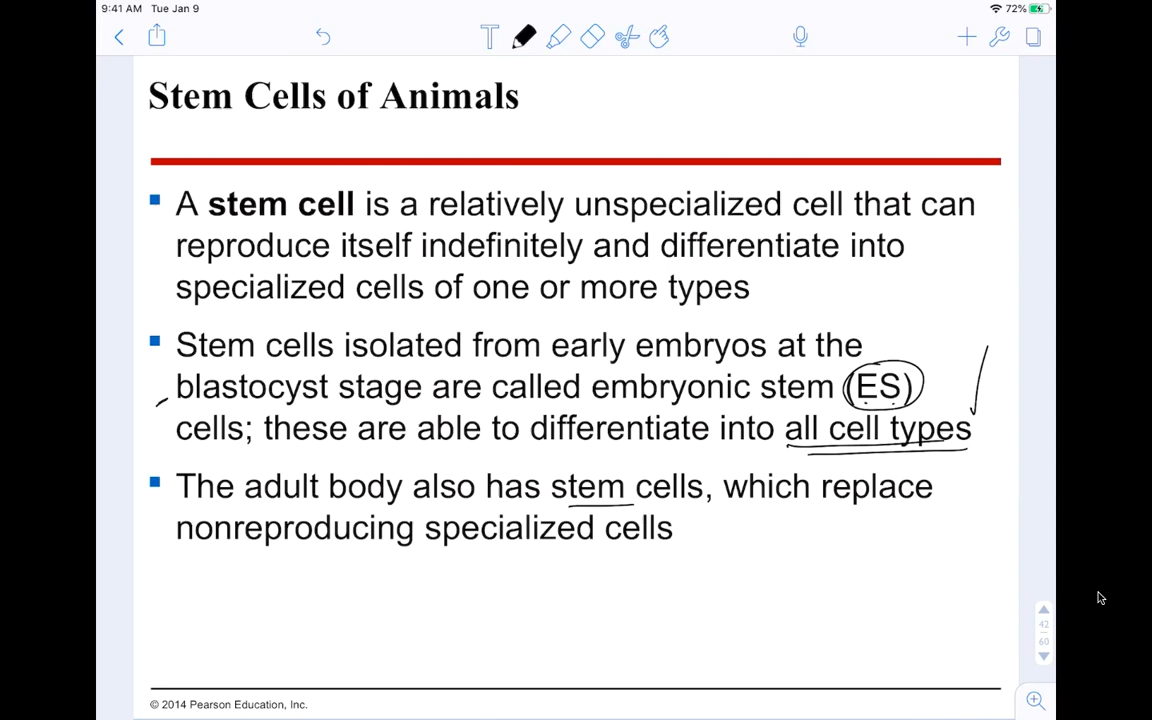 9:41 AM Tue Jan 9
72%
T
Stem Cells of Animals
A stem cell is a relatively unspecialized cell that can
reproduce itself indefinitely and differentiate into
specialized cells of one or more types
Stem cells isolated from early embryos at the
blastocyst stage are called embryonic stem (ES)
cells; these are able to differentiate into all cell types
The adult body also has stem cells, which replace
nonreproducing specialized cells
42
60
© 2014 Pearson Education, Inc.